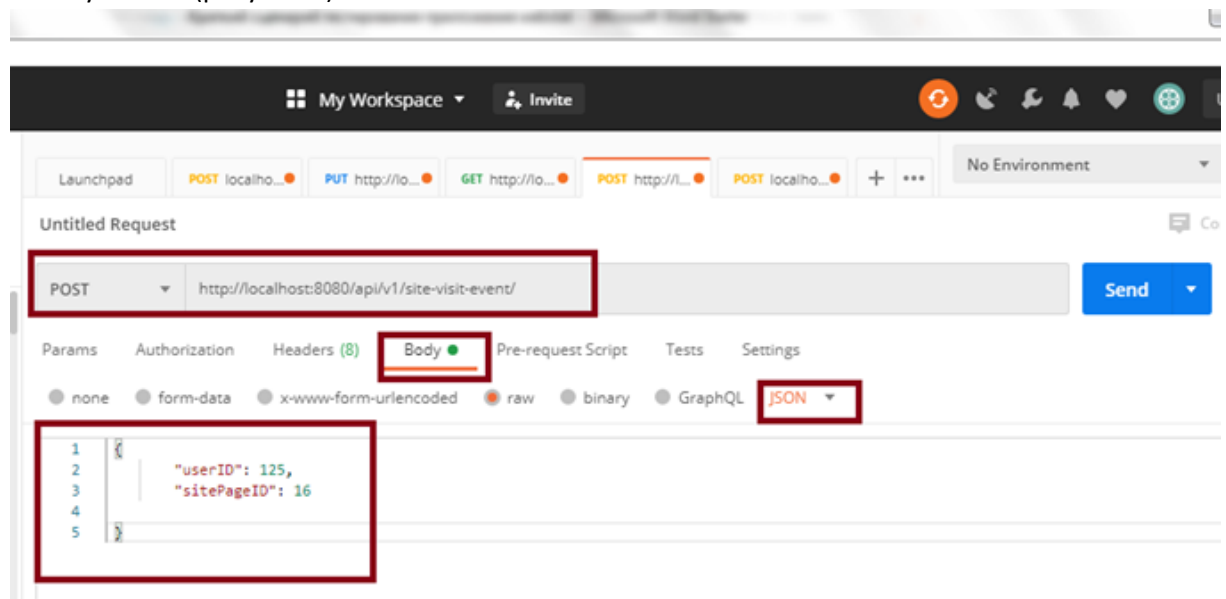 My Workspace Invite
No Environment
Launchpad POST localho... PUT http://lo... GET http://lo... POST http://l... POST localho... + •••
Untitled Request
Co
POST http://localhost:8080/api/v1/site-visit-event/ Send
Params Authorization Headers (8) Body Pre-request Script Tests Settings
none form-data x-www-form-urlencoded raw binary GraphQL JSON
1 {
2 "userID": 125,
3 "sitePageID": 16
4
5 }